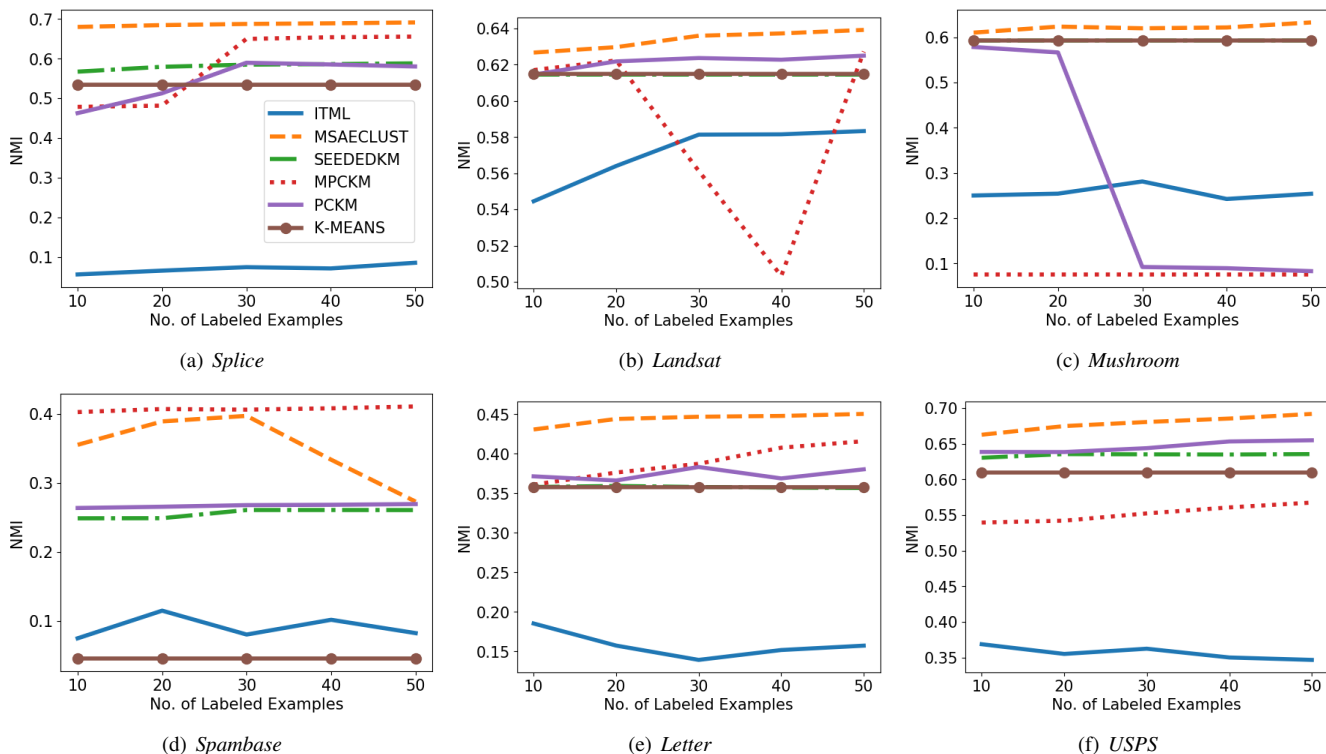 0.7
0.6
0.5
0.4
0.3
0.2
0.1
NMI
ITML
MSAECLUST
SEEDEDKM
MPCKM
PCKM
K-MEANS
10 20 30 40 50
No. of Labeled Examples
(a) Splice
0.64
0.62
0.60
0.58
0.56
0.54
0.52
0.50
NMI
10 20 30 40 50
No. of Labeled Examples
(b) Landsat
0.6
0.5
0.4
0.3
0.2
0.1
NMI
10 20 30 40 50
No. of Labeled Examples
(c) Mushroom
0.4
0.3
0.2
0.1
NMI
10 20 30 40 50
No. of Labeled Examples
(d) Spambase
0.45
0.40
0.35
0.30
0.25
0.20
0.15
NMI
10 20 30 40 50
No. of Labeled Examples
(e) Letter
0.70
0.65
0.60
0.55
0.50
0.45
0.40
0.35
NMI
10 20 30 40 50
No. of Labeled Examples
(f) USPS